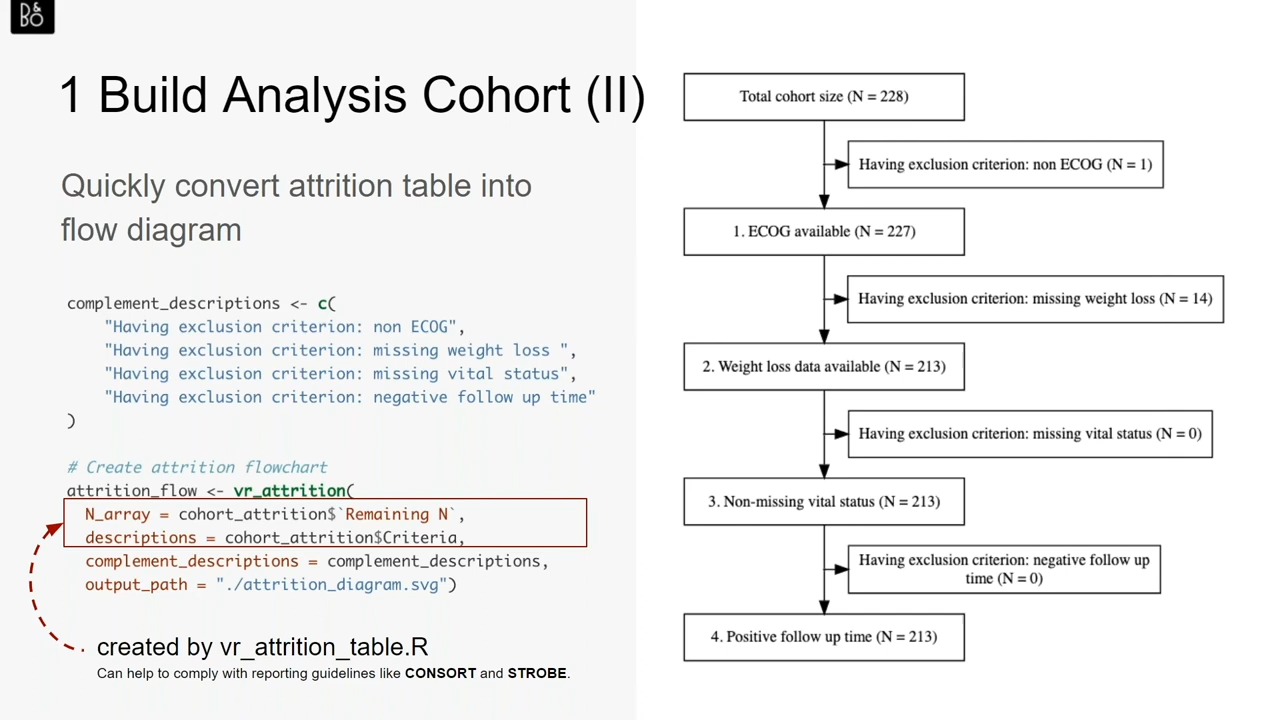 B&O
1 Build Analysis Cohort (II)
Quickly convert attrition table into
flow diagram
complement_descriptions <- c(
"Having exclusion criterion: non ECOG",
"Having exclusion criterion: missing weight loss ",
"Having exclusion criterion: missing vital status",
"Having exclusion criterion: negative follow up time"
)
# Create attrition flowchart
attrition_flow <- vr_attrition(
N_array = cohort_attrition$`Remaining N`,
descriptions = cohort_attrition$Criteria,
complement_descriptions = complement_descriptions,
output_path = "./attrition_diagram.svg")
created by vr_attrition_table.R
Can help to comply with reporting guidelines like CONSORT and STROBE.
Total cohort size (N = 228)
Having exclusion criterion: non ECOG (N = 1)
1. ECOG available (N = 227)
Having exclusion criterion: missing weight loss (N = 14)
2. Weight loss data available (N = 213)
Having exclusion criterion: missing vital status (N = 0)
3. Non-missing vital status (N = 213)
Having exclusion criterion: negative follow up
time (N = 0)
4. Positive follow up time (N = 213)